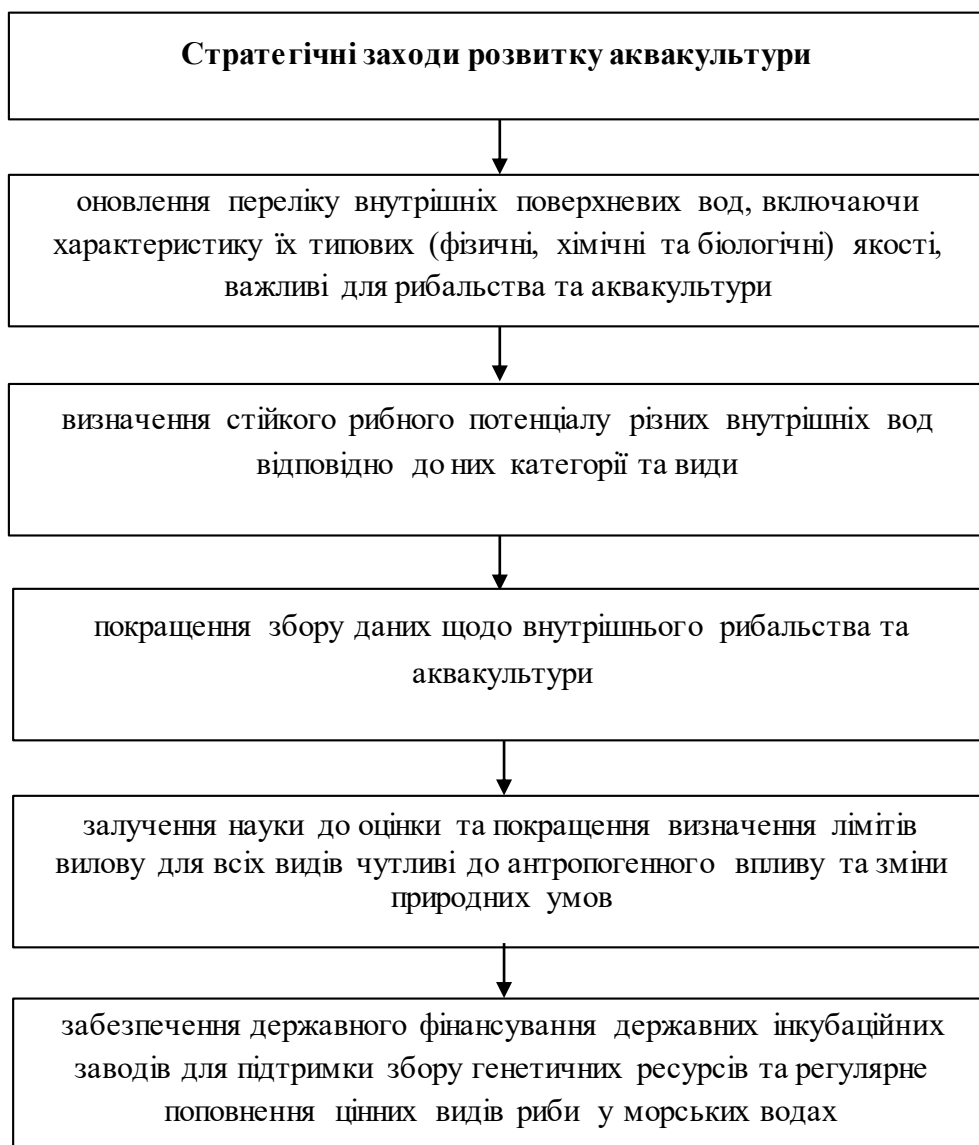 Стратегічні заходи розвитку аквакультури
оновлення переліку внутрішніх поверхневих вод, включаючи
характеристику їх типових (фізичні, хімічні та біологічні) якості,
важливі для рибальства та аквакультури
визначення стійкого рибного потенціалу різних внутрішніх вод
відповідно до них категорії та види
покращення збору даних щодо внутрішнього рибальства та
аквакультури
залучення науки до оцінки та покращення визначення лімітів
вилову для всіх видів чутливі до антропогенного впливу та зміни
природних умов
забезпечення державного фінансування державних інкубаційних
заводів для підтримки збору генетичних ресурсів та регулярне
поповнення цінних видів риби у морських водах